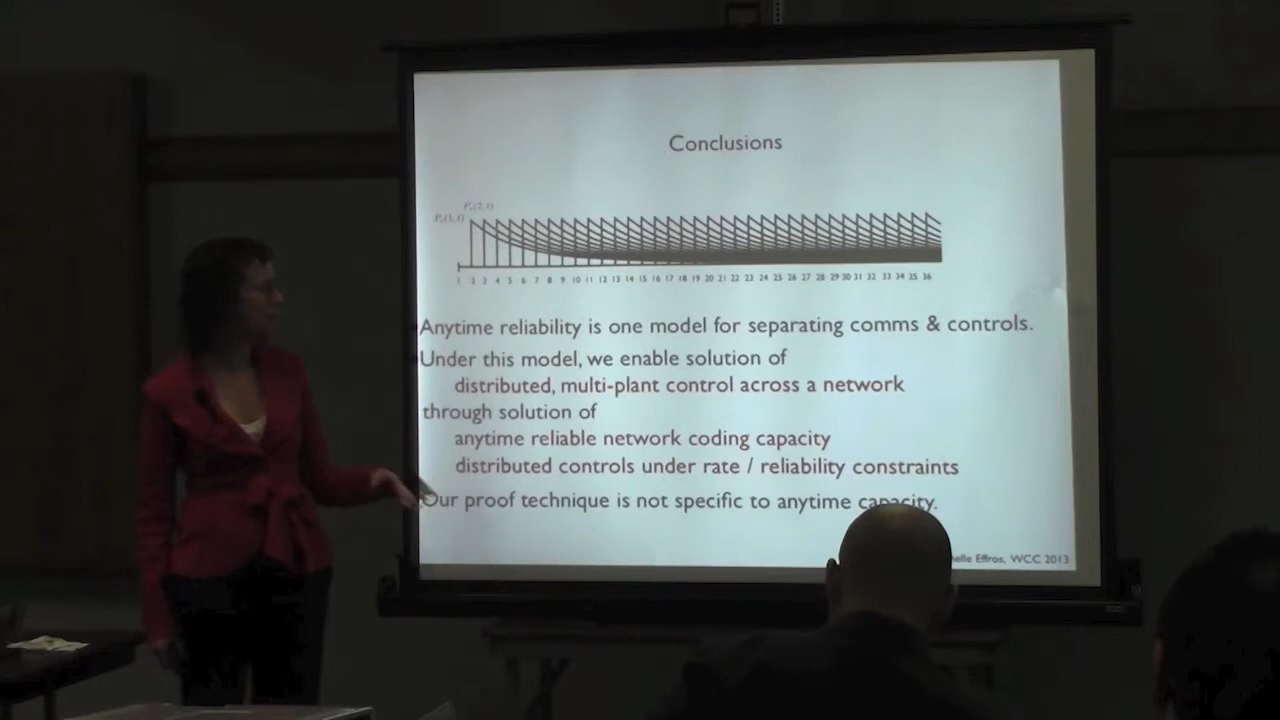 Conclusions
1 2 3 4 5 6 7 8 9 10 11 12 13 14 15 16 17 18 19 20 21 22 23 24 25 26 27 28 29 30 31 32 33 34 35 36
Anytime reliability is one model for separating comms & controls.
Under this model, we enable solution of
distributed, multi-plant control across a network
through solution of
anytime reliable network coding capacity
distributed controls under rate / reliability constraints
Our proof technique is not specific to anytime capacity.
elle Effros, WCC 2013